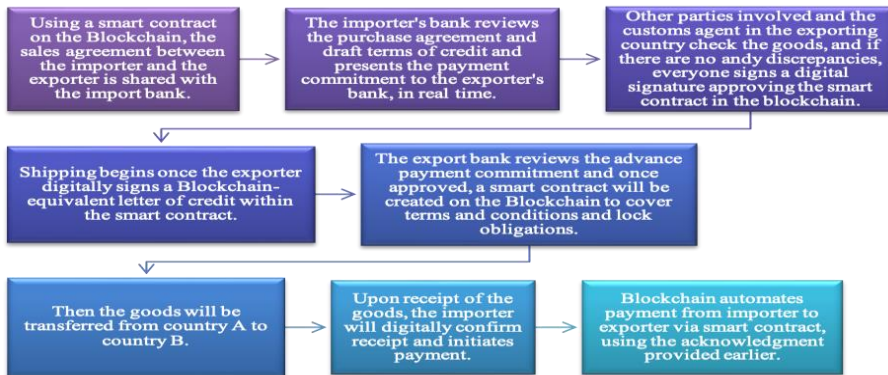 Using a smart contract
on the Blockchain, the
sales agreement between
the importer and the
exporter is shared with
the import bank.
The importer's bank reviews
the purchase agreement and
draft terms of credit and
presents the payment
commitment to the exporter's
bank, in real time.
Other parties involved and the
customs agent in the exporting
country check the goods, and if
there are no andy discrepancies,
everyone signs a digital
signature approving the smart
contract in the blockchain.
Shipping begins once the exporter
digitally signs a Blockchain-
equivalent letter of credit within
the smart contract.
The export bank reviews the advance
payment commitment and once
approved, a smart contract will be
created on the Blockchain to cover
terms and conditions and lock
obligations.
Then the goods will be
transferred from country A to
country B.
Upon receipt of the
goods, the importer
will digitally confirm
receipt and initiates
payment.
Blockchain automates
payment from importer to
exporter via smart contract,
using the acknowledgment
provided earlier.